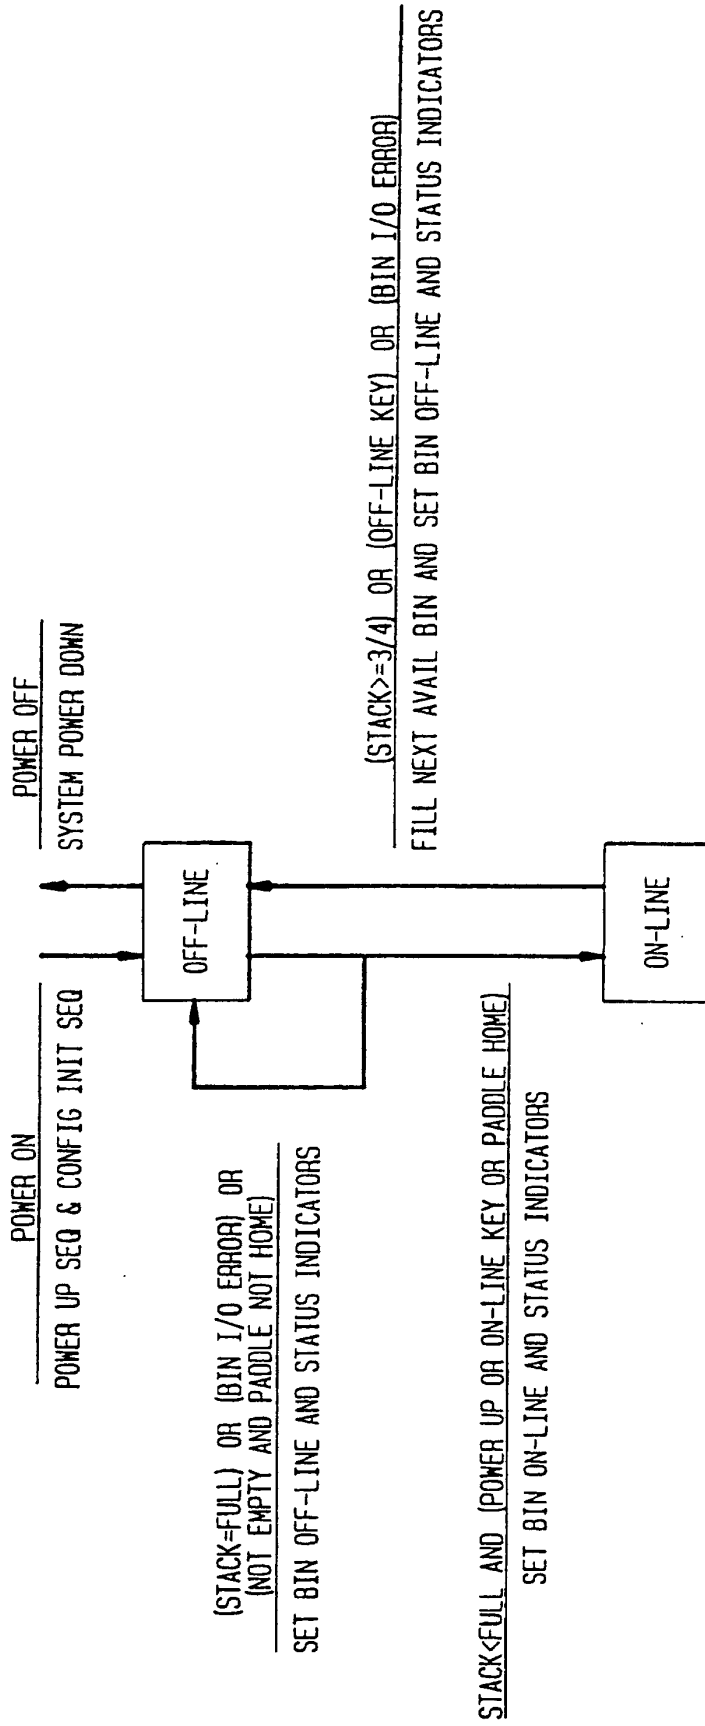 POWER ON
POWER UP SEQ & CONFIG INIT SEQ
POWER OFF
SYSTEM POWER DOWN
OFF-LINE
(STACK=FULL) OR (BIN I/O ERROR) OR
(NOT EMPTY AND PADDLE NOT HOME)
SET BIN OFF-LINE AND STATUS INDICATORS
(STACK>=3/4) OR (OFF-LINE KEY) OR (BIN I/O ERROR)
FILL NEXT AVAIL BIN AND SET BIN OFF-LINE AND STATUS INDICATORS
STACK<FULL AND (POWER UP OR ON-LINE KEY OR PADDLE HOME)
SET BIN ON-LINE AND STATUS INDICATORS
ON-LINE